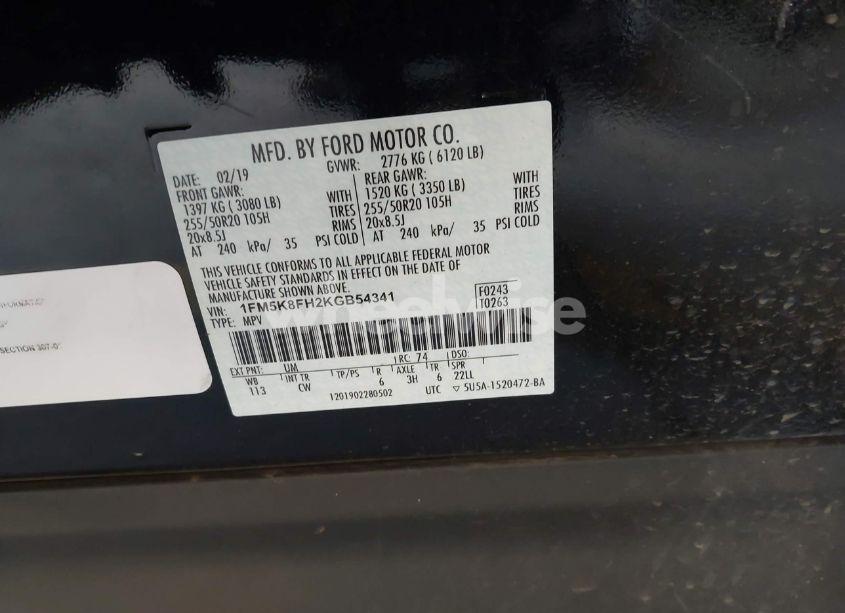 MFD. BY FORD MOTOR CO.
DATE: 02/19 GVWR: 2776 KG ( 6120 LB)
FRONT GAWR: REAR GAWR:
1397 KG ( 3080 LB) WITH 1520 KG ( 3350 LB) WITH
255/50R20 105H TIRES 255/50R20 105H TIRES
20x8.5J RIMS 20x8.5J RIMS
AT 240 kPa/ 35 PSI COLD AT 240 kPa/ 35 PSI COLD
THIS VEHICLE CONFORMS TO ALL APPLICABLE FEDERAL MOTOR
VEHICLE SAFETY STANDARDS IN EFFECT ON THE DATE OF
MANUFACTURE SHOWN ABOVE.
VIN: 1FM5K8FH2KGB54341 F0243
TYPE: MPV T0263
wheelwise
EXT PNT: UM RC: 74 DSO:
WB INT TR TP/PS R AXLE TR SPR
113 CW 6 3H 6 22LL
1201902280502 UTC ▽ 5U5A-1520472-BA
SECTION 307-0